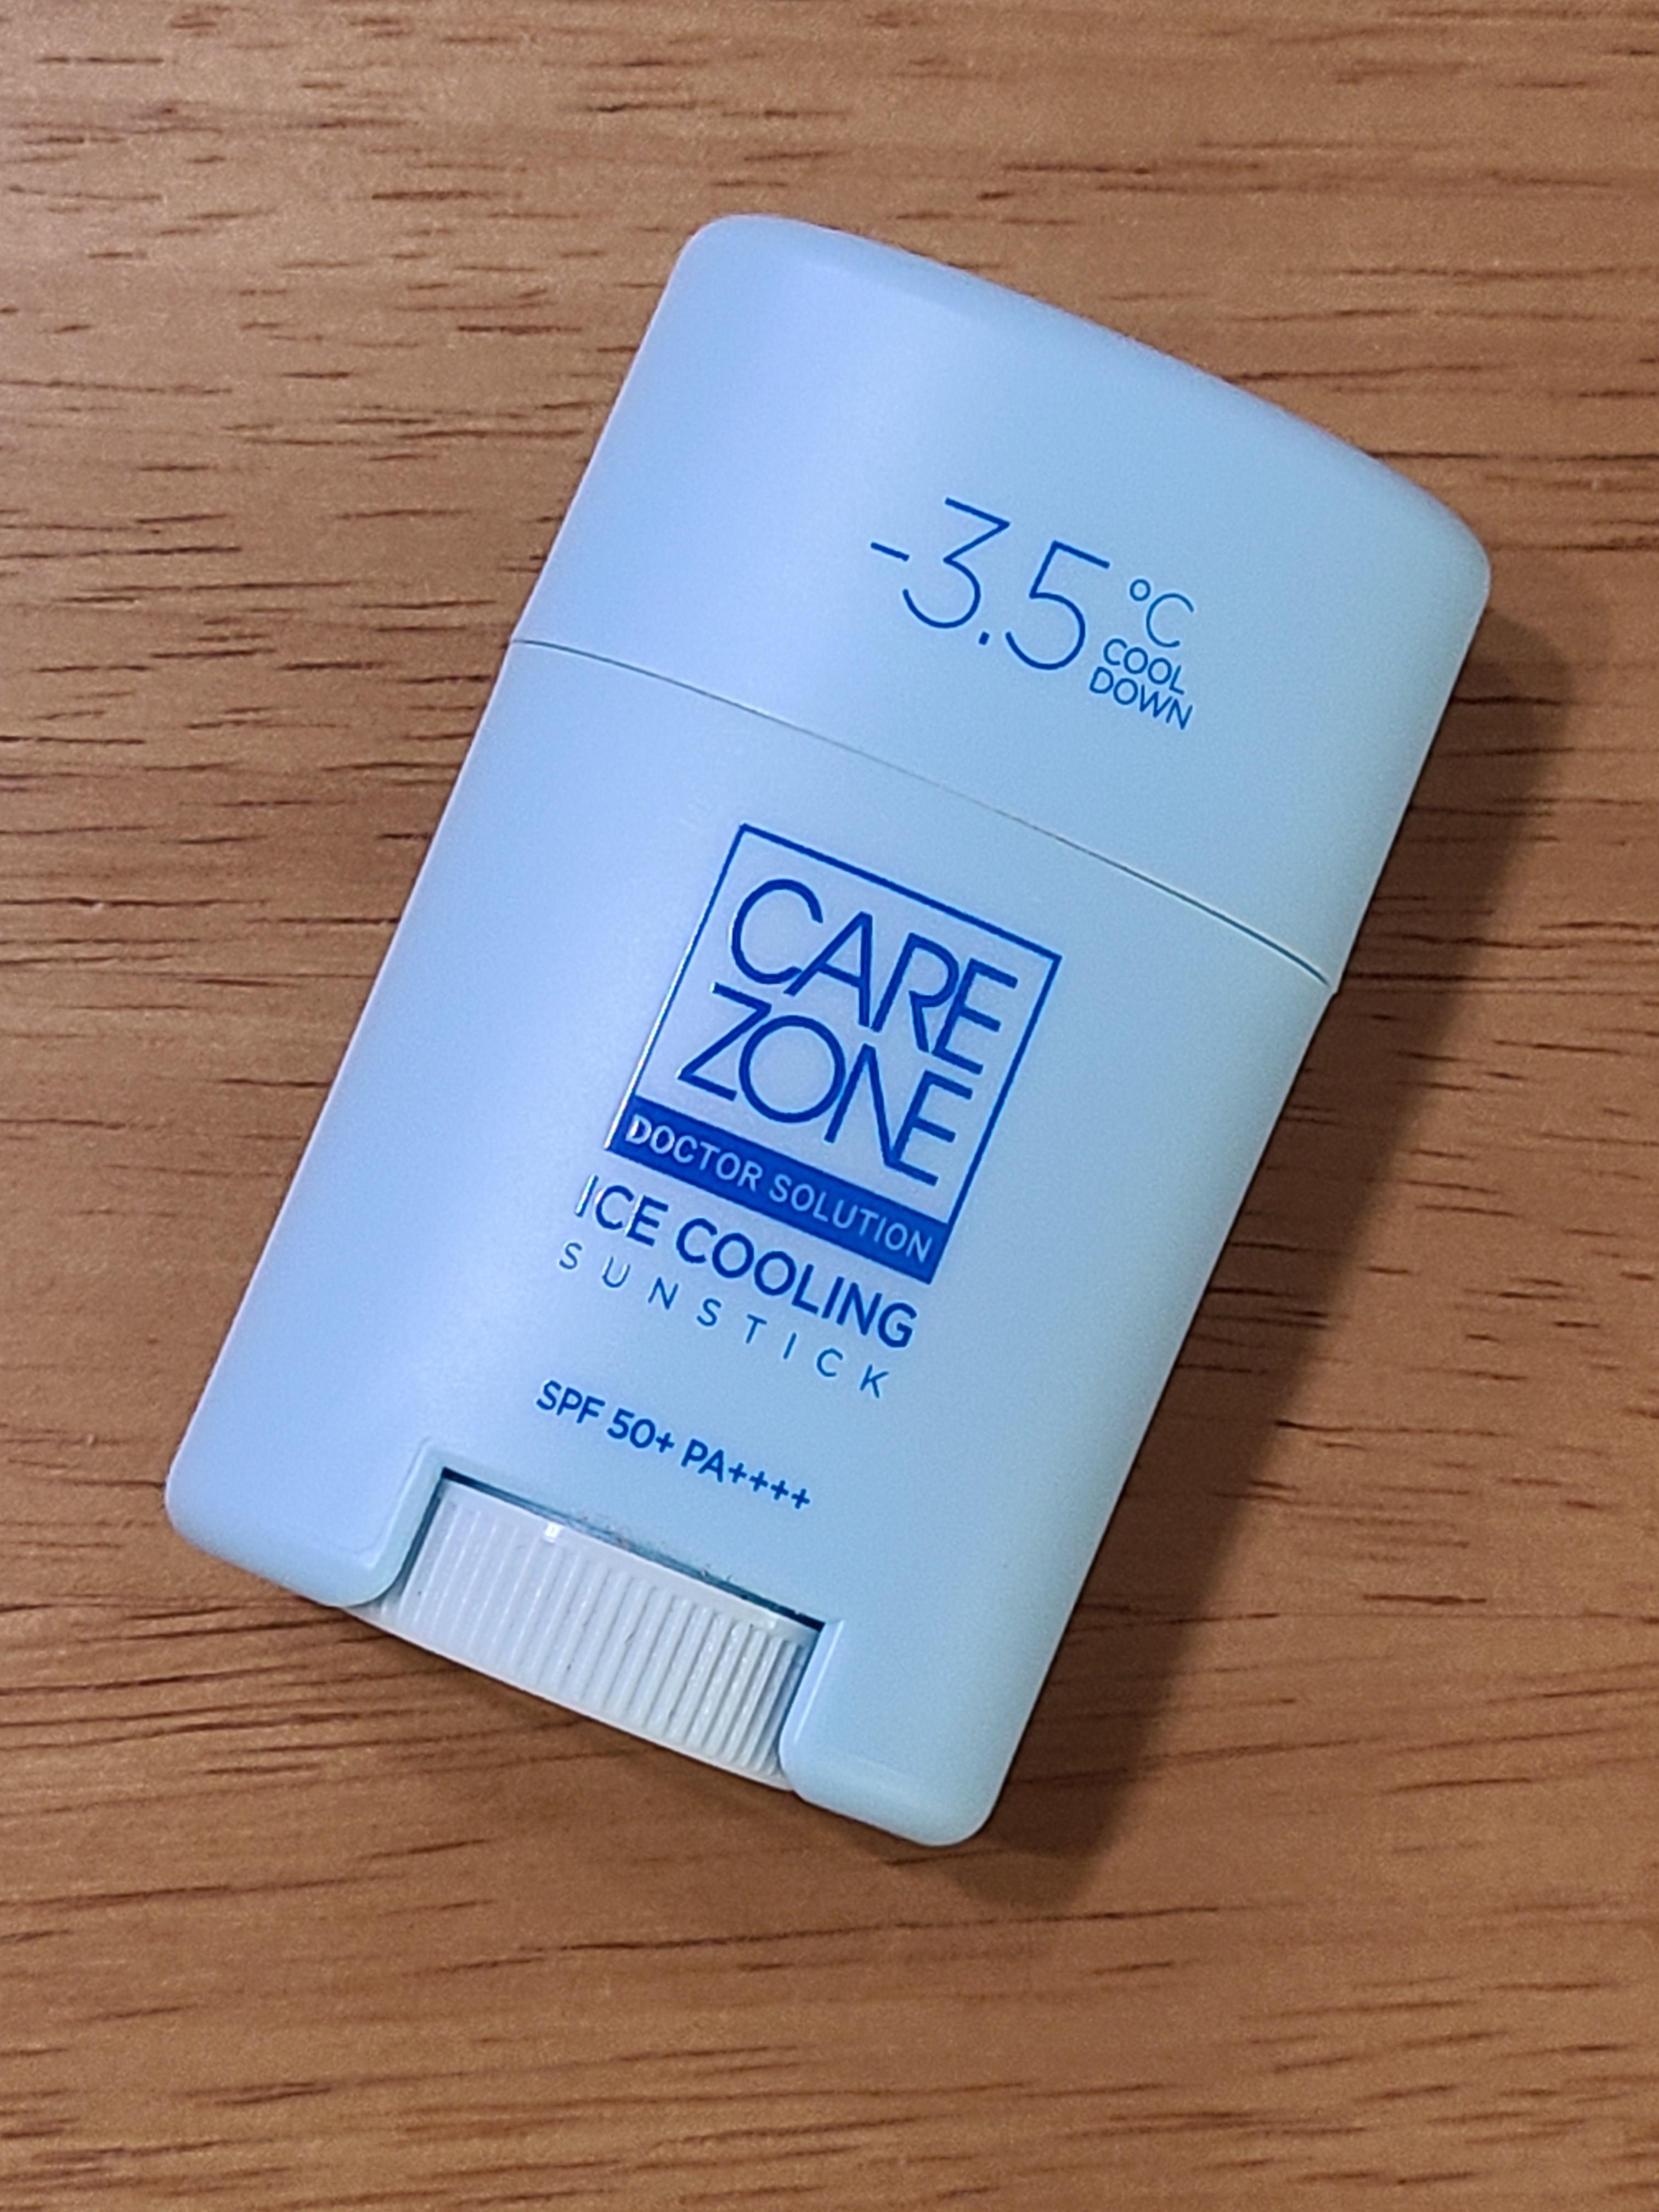 -3.5 °C
COOL
DOWN
CARE
ZONE
DOCTOR SOLUTION
ICE COOLING
SUNSTICK
SPF 50+ PA++++